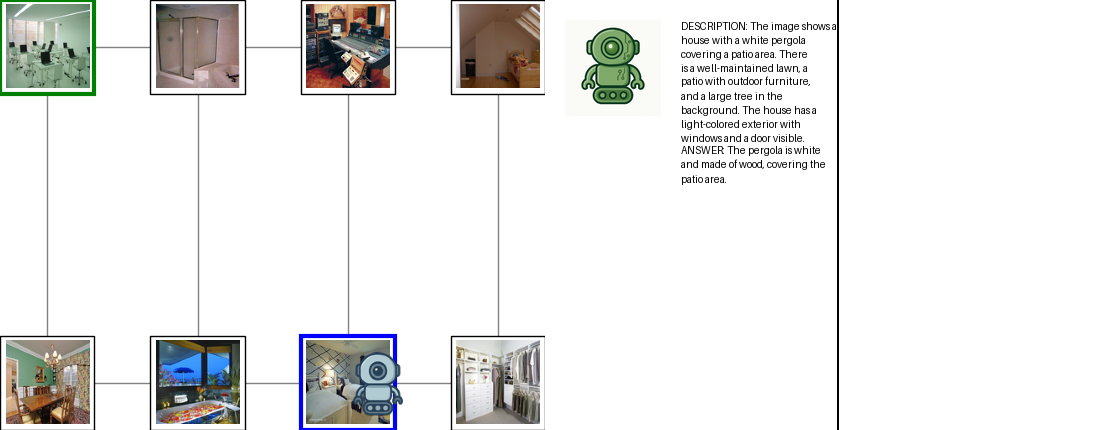 DESCRIPTION: The image shows a
house with a white pergola
covering a patio area. There
is a well-maintained lawn, a
patio with outdoor furniture,
and a large tree in the
background. The house has a
light-colored exterior with
windows and a door visible.
ANSWER: The pergola is white
and made of wood, covering the
patio area.